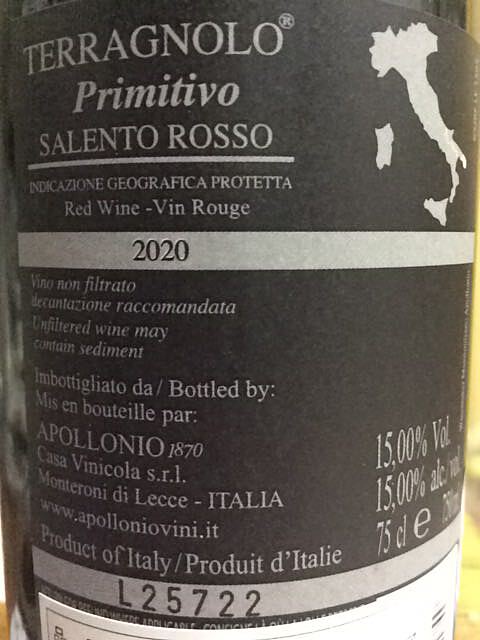 TERRAGNOLO®
Primitivo
SALENTO ROSSO
INDICAZIONE GEOGRAFICA PROTETTA
Red Wine -Vin Rouge
2020
Vino non filtrato
decantazione raccomandata
Unfiltered wine may
contain sediment
Imbottigliato da / Bottled by:
Mis en bouteille par:
APOLLONIO 1870
Casa Vinicola s.r.l.
Monteroni di Lecce - ITALIA
www.apolloniovini.it
Product of Italy/Produit d'Italie
15,00% Vol.
15,00% alc./vol.
75 cl e (750ml
L25722